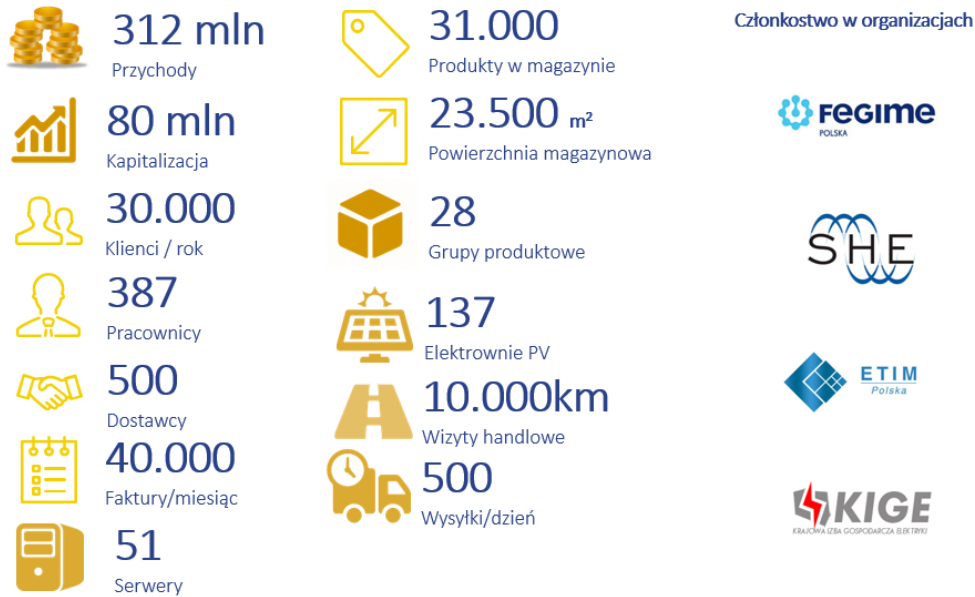 312 mln
Przychody
80 mln
Kapitalizacja
30.000
Klienci / rok
387
Pracownicy
500
Dostawcy
40.000
Faktury/miesiąc
51
Serwery
31.000
Produkty w magazynie
23.500 m²
Powierzchnia magazynowa
28
Grupy produktowe
137
Elektrownie PV
10.000km
Wizyty handlowe
500
Wysyłki/dzień
Członkostwo w organizacjach
FEGIME
POLSKA
SHE
ETIM
Polska
KIGE
KRAJOWA IZBA GOSPODARCZA ELEKTRYKI